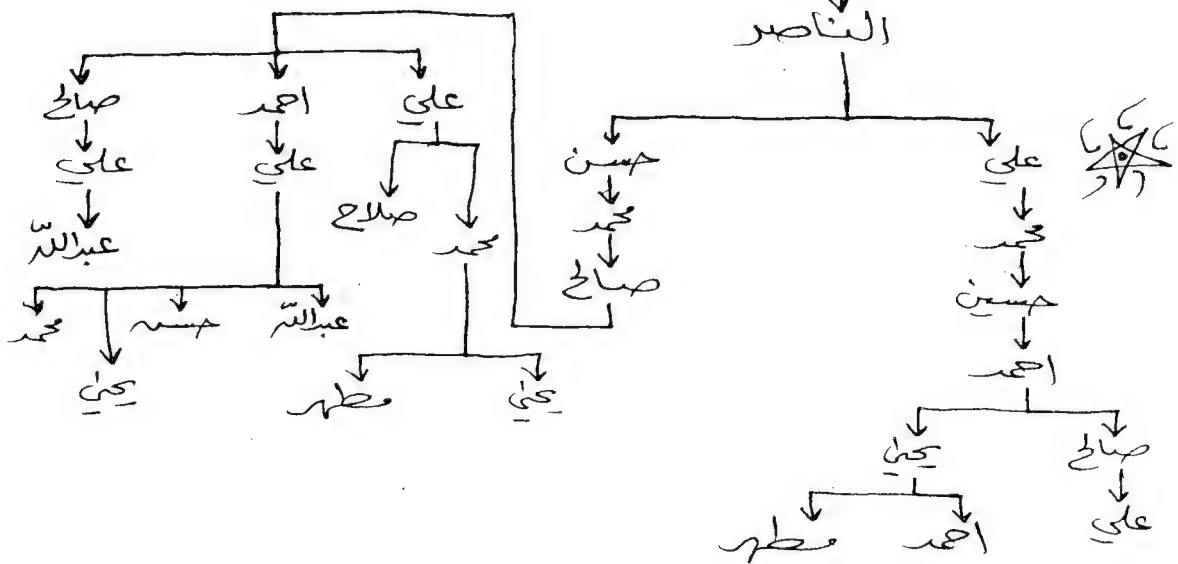 الناصر
علي حسن
محمد محمد
حسين صالح
احمد
صالح يحيى
علي احمد مطهر
علي احمد صالح
صلاح محمد علي علي
عبدالله
يحيى مطهر
عبدالله حسن يحيى محمد